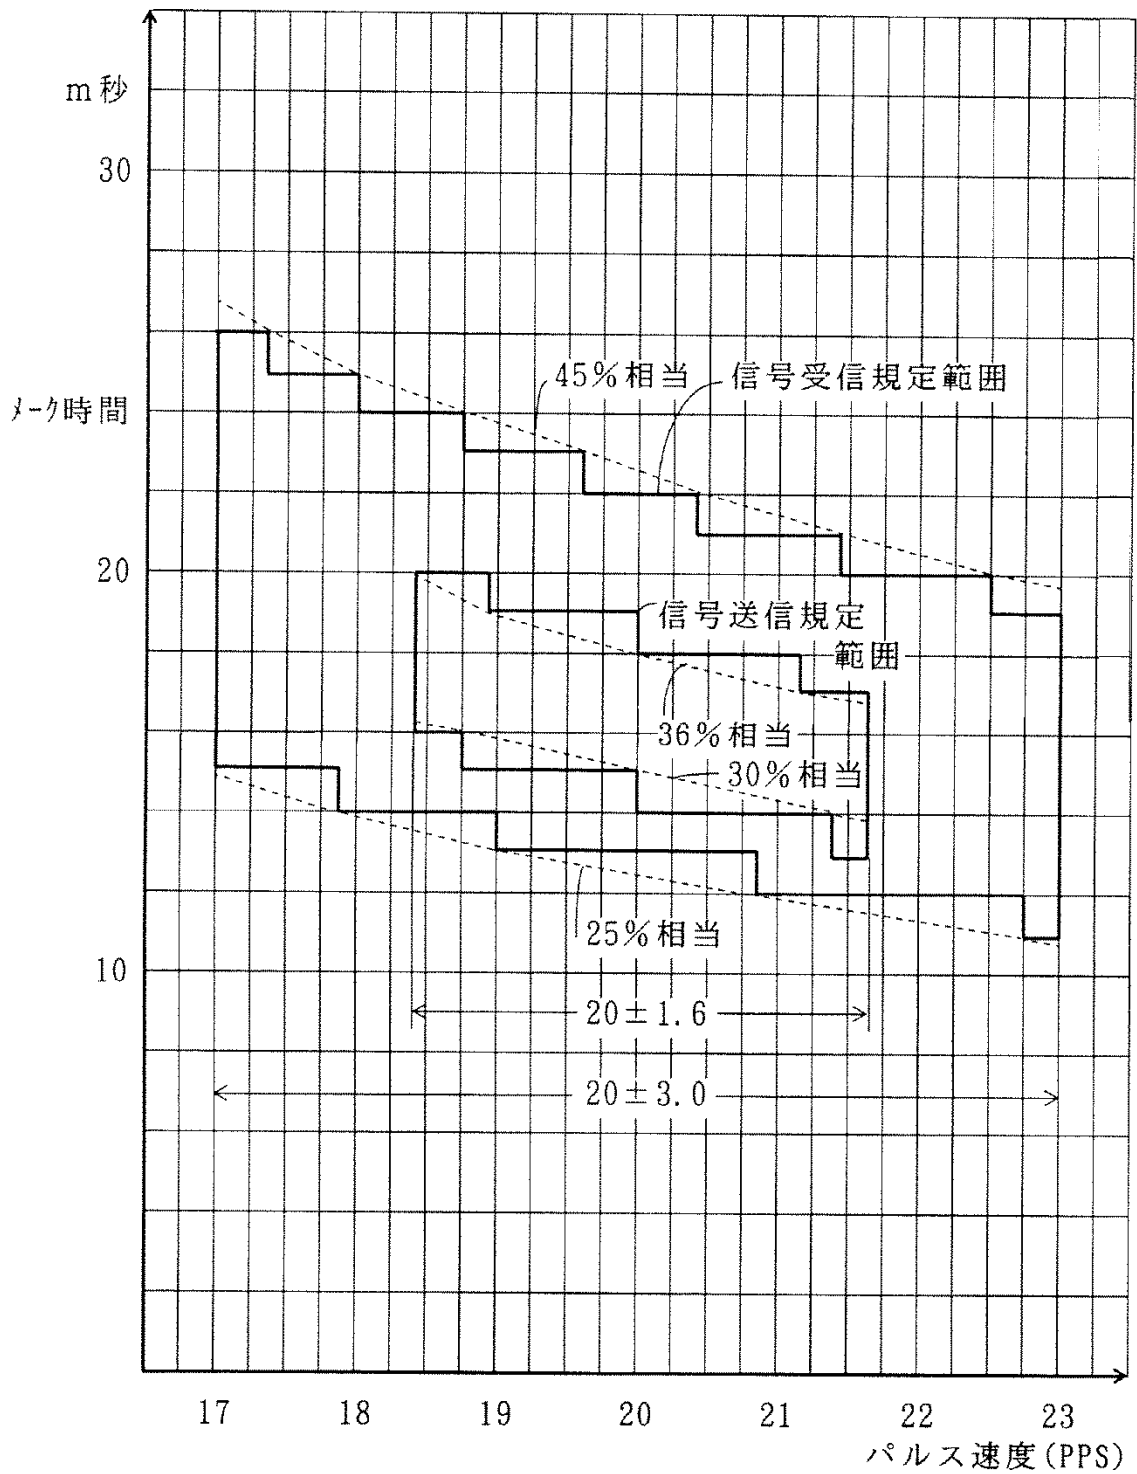 m秒
30
45%相当
信号受信規定範囲
メーク時間
20
信号送信規定
範囲
36%相当
30%相当
25%相当
10
20±1.6
20±3.0
17 18 19 20 21 22 23
パルス速度(PPS)